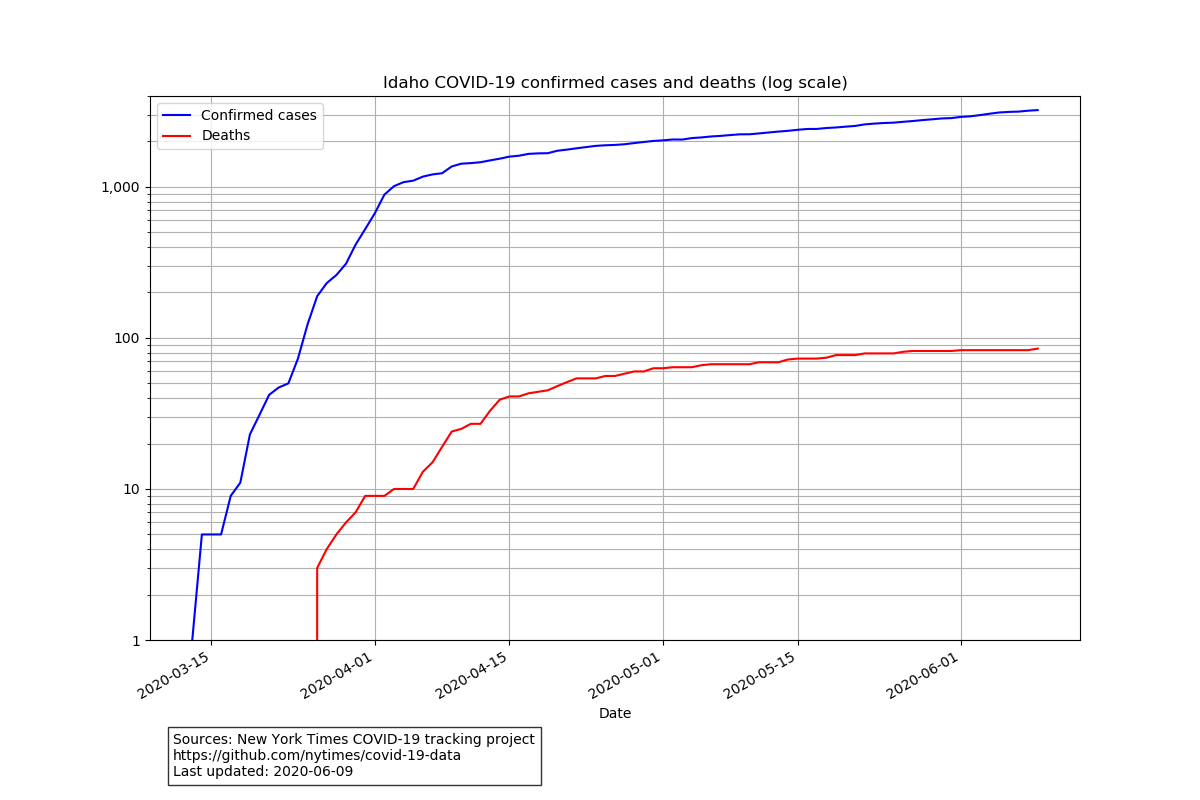 Idaho COVID-19 confirmed cases and deaths (log scale)
Confirmed cases
Deaths
1,000
100
10
1
2020-03-15
2020-04-01
2020-04-15
2020-05-01
2020-05-15
2020-06-01
Date
Sources: New York Times COVID-19 tracking project
https://github.com/nytimes/covid-19-data
Last updated: 2020-06-09